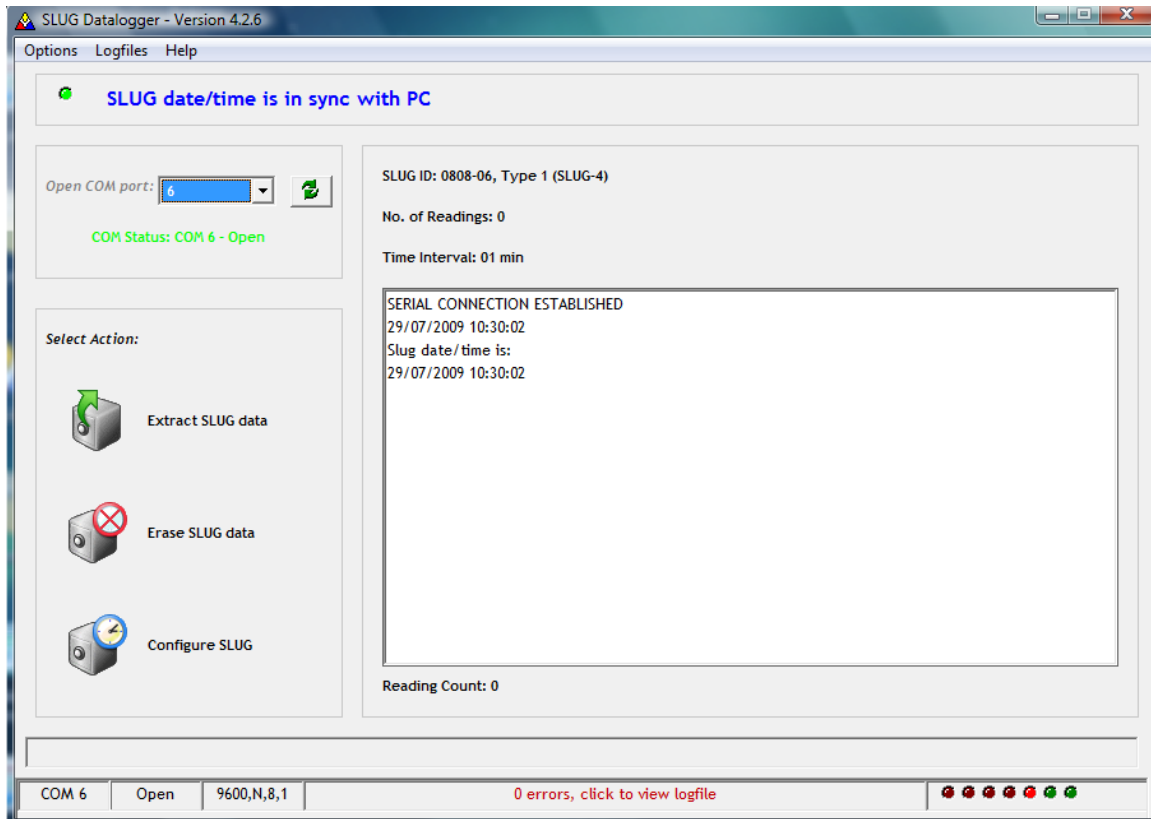 SLUG Datalogger - Version 4.2.6
Options Logfiles Help
SLUG date/time is in sync with PC
Open COM port: 6
COM Status: COM 6 - Open
Select Action:
Extract SLUG data
Erase SLUG data
Configure SLUG
SLUG ID: 0808-06, Type 1 (SLUG-4)
No. of Readings: 0
Time Interval: 01 min
SERIAL CONNECTION ESTABLISHED
29/07/2009 10:30:02
Slug date/time is:
29/07/2009 10:30:02
Reading Count: 0
COM 6 Open 9600,N,8,1 0 errors, click to view logfile